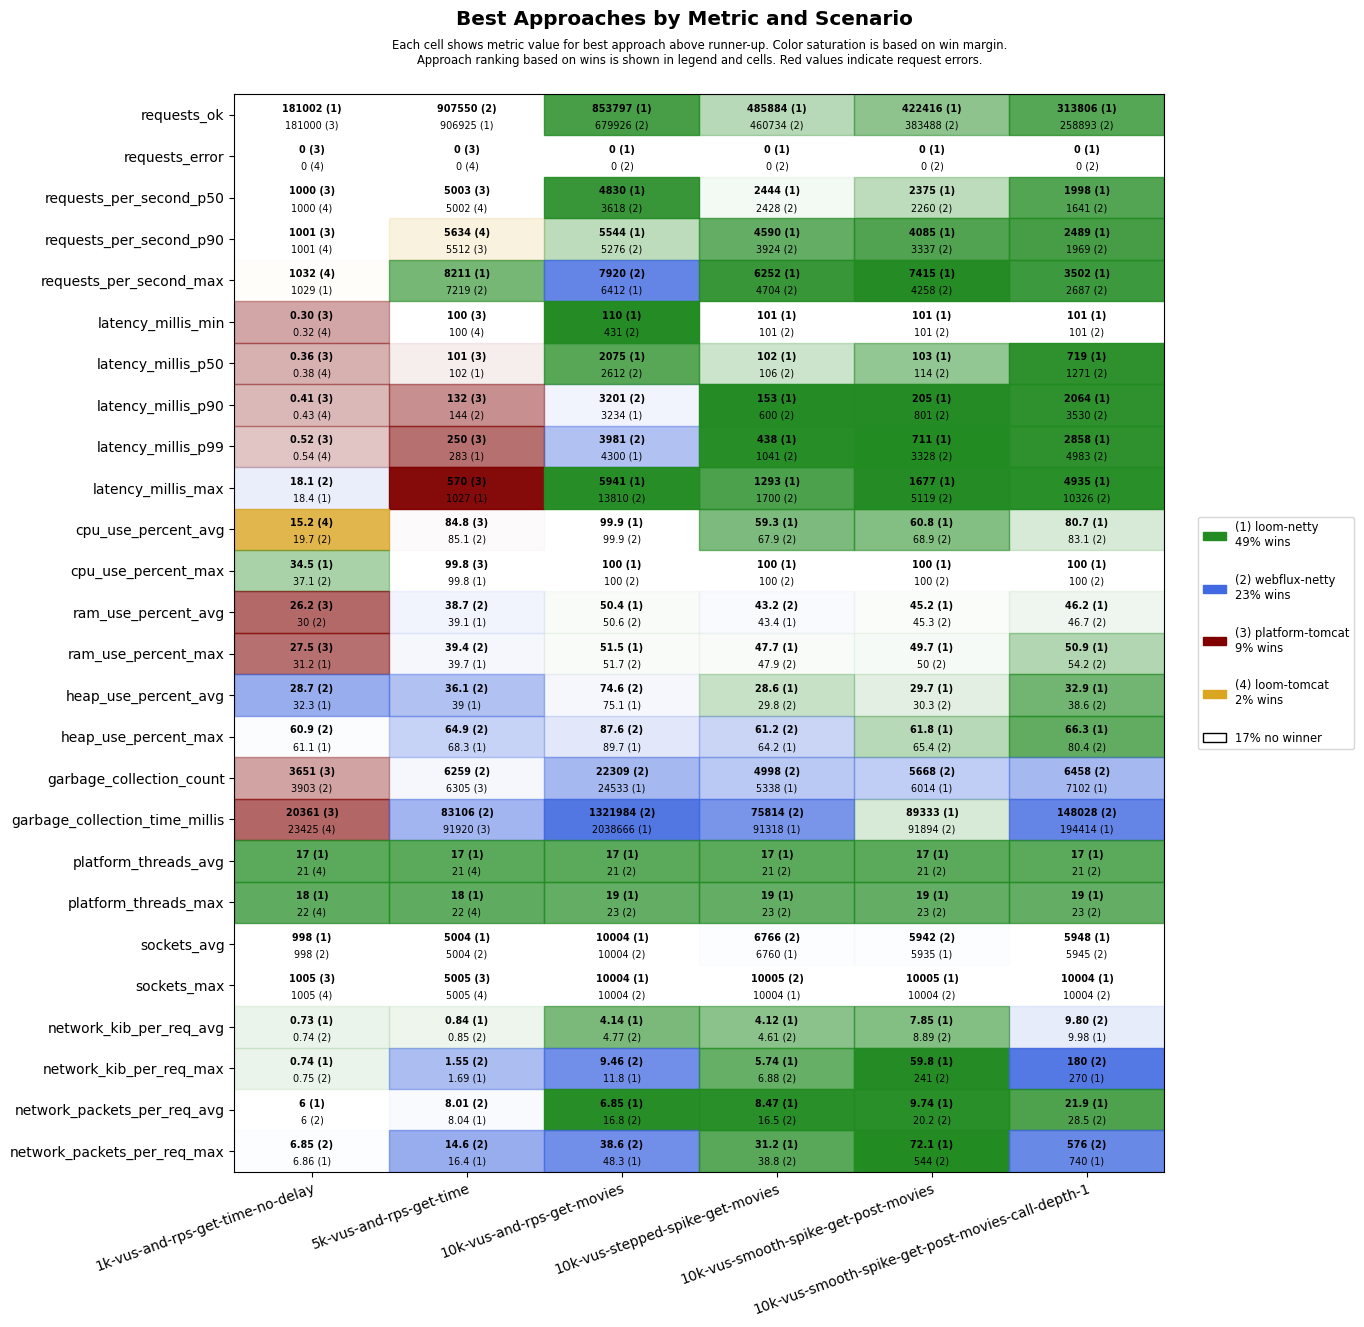 Best Approaches by Metric and Scenario
Each cell shows metric value for best approach above runner-up. Color saturation is based on win margin.
Approach ranking based on wins is shown in legend and cells. Red values indicate request errors.
requests_ok
181002 (1) 907550 (2) 853797 (1) 485884 (1) 422416 (1) 313806 (1)
181000 (3) 906925 (1) 679926 (2) 460734 (2) 383488 (2) 258893 (2)
requests_error
0 (3) 0 (3) 0 (1) 0 (1) 0 (1) 0 (1)
0 (4) 0 (4) 0 (2) 0 (2) 0 (2) 0 (2)
requests_per_second_p50
1000 (3) 5003 (3) 4830 (1) 2444 (1) 2375 (1) 1998 (1)
1000 (4) 5002 (4) 3618 (2) 2428 (2) 2260 (2) 1641 (2)
requests_per_second_p90
1001 (3) 5634 (4) 5544 (1) 4590 (1) 4085 (1) 2489 (1)
1001 (4) 5512 (3) 5276 (2) 3924 (2) 3337 (2) 1969 (2)
requests_per_second_max
1032 (4) 8211 (1) 7920 (2) 6252 (1) 7415 (1) 3502 (1)
1029 (1) 7219 (2) 6412 (1) 4704 (2) 4258 (2) 2687 (2)
latency_millis_min
0.30 (3) 100 (3) 110 (1) 101 (1) 101 (1) 101 (1)
0.32 (4) 100 (4) 431 (2) 101 (2) 101 (2) 101 (2)
latency_millis_p50
0.36 (3) 101 (3) 2075 (1) 102 (1) 103 (1) 719 (1)
0.38 (4) 102 (1) 2612 (2) 106 (2) 114 (2) 1271 (2)
latency_millis_p90
0.41 (3) 132 (3) 3201 (2) 153 (1) 205 (1) 2064 (1)
0.43 (4) 144 (2) 3234 (1) 600 (2) 801 (2) 3530 (2)
latency_millis_p99
0.52 (3) 250 (3) 3981 (2) 438 (1) 711 (1) 2858 (1)
0.54 (4) 283 (1) 4300 (1) 1041 (2) 3328 (2) 4983 (2)
latency_millis_max
18.1 (2) 570 (3) 5941 (1) 1293 (1) 1677 (1) 4935 (1)
18.4 (1) 1027 (1) 13810 (2) 1700 (2) 5119 (2) 10326 (2)
cpu_use_percent_avg
15.2 (4) 84.8 (3) 99.9 (1) 59.3 (1) 60.8 (1) 80.7 (1)
19.7 (2) 85.1 (2) 99.9 (2) 67.9 (2) 68.9 (2) 83.1 (2)
cpu_use_percent_max
34.5 (1) 99.8 (3) 100 (1) 100 (1) 100 (1) 100 (1)
37.1 (2) 99.8 (1) 100 (2) 100 (2) 100 (2) 100 (2)
ram_use_percent_avg
26.2 (3) 38.7 (2) 50.4 (1) 43.2 (2) 45.2 (1) 46.2 (1)
30 (2) 39.1 (1) 50.6 (2) 43.4 (1) 45.3 (2) 46.7 (2)
ram_use_percent_max
27.5 (3) 39.4 (2) 51.5 (1) 47.7 (1) 49.7 (1) 50.9 (1)
31.2 (1) 39.7 (1) 51.7 (2) 47.9 (2) 50 (2) 54.2 (2)
heap_use_percent_avg
28.7 (2) 36.1 (2) 74.6 (2) 28.6 (1) 29.7 (1) 32.9 (1)
32.3 (1) 39 (1) 75.1 (1) 29.8 (2) 30.3 (2) 38.6 (2)
heap_use_percent_max
60.9 (2) 64.9 (2) 87.6 (2) 61.2 (2) 61.8 (1) 66.3 (1)
61.1 (1) 68.3 (1) 89.7 (1) 64.2 (1) 65.4 (2) 80.4 (2)
garbage_collection_count
3651 (3) 6259 (2) 22309 (2) 4998 (2) 5668 (2) 6458 (2)
3903 (2) 6305 (3) 24533 (1) 5338 (1) 6014 (1) 7102 (1)
garbage_collection_time_millis
20361 (3) 83106 (2) 1321984 (2) 75814 (2) 89333 (1) 148028 (2)
23425 (4) 91920 (3) 2038666 (1) 91318 (1) 91894 (2) 194414 (1)
platform_threads_avg
17 (1) 17 (1) 17 (1) 17 (1) 17 (1) 17 (1)
21 (4) 21 (4) 21 (2) 21 (2) 21 (2) 21 (2)
platform_threads_max
18 (1) 18 (1) 19 (1) 19 (1) 19 (1) 19 (1)
22 (4) 22 (4) 23 (2) 23 (2) 23 (2) 23 (2)
sockets_avg
998 (1) 5004 (1) 10004 (1) 6766 (2) 5942 (2) 5948 (1)
998 (2) 5004 (2) 10004 (2) 6760 (1) 5935 (1) 5945 (2)
sockets_max
1005 (3) 5005 (3) 10004 (1) 10005 (2) 10005 (1) 10004 (1)
1005 (4) 5005 (4) 10004 (2) 10004 (1) 10004 (2) 10004 (2)
network_kib_per_req_avg
0.73 (1) 0.84 (1) 4.14 (1) 4.12 (1) 7.85 (1) 9.80 (2)
0.74 (2) 0.85 (2) 4.77 (2) 4.61 (2) 8.89 (2) 9.98 (1)
network_kib_per_req_max
0.74 (1) 1.55 (2) 9.46 (2) 5.74 (1) 59.8 (1) 180 (2)
0.75 (2) 1.69 (1) 11.8 (1) 6.88 (2) 241 (2) 270 (1)
network_packets_per_req_avg
6 (1) 8.01 (2) 6.85 (1) 8.47 (1) 9.74 (1) 21.9 (1)
6 (2) 8.04 (1) 16.8 (2) 16.5 (2) 20.2 (2) 28.5 (2)
network_packets_per_req_max
6.85 (2) 14.6 (2) 38.6 (2) 31.2 (1) 72.1 (1) 576 (2)
6.86 (1) 16.4 (1) 48.3 (1) 38.8 (2) 544 (2) 740 (1)
1k-vus-and-rps-get-time-no-delay
5k-vus-and-rps-get-time
10k-vus-and-rps-get-movies
10k-vus-stepped-spike-get-movies
10k-vus-smooth-spike-get-post-movies
10k-vus-smooth-spike-get-post-movies-call-depth-1
(1) loom-netty
49% wins
(2) webflux-netty
23% wins
(3) platform-tomcat
9% wins
(4) loom-tomcat
2% wins
17% no winner